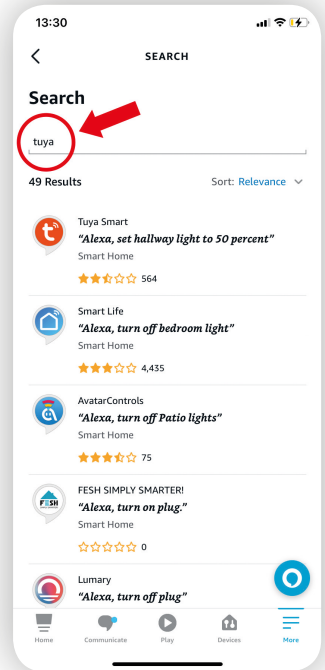 13:30
SEARCH
Search
tuya
49 Results
Sort: Relevance
Tuya Smart
“Alexa, set hallway light to 50 percent”
Smart Home
564
Smart Life
“Alexa, turn off bedroom light”
Smart Home
4,435
AvatarControls
“Alexa, turn off Patio lights”
Smart Home
75
FESH
FESH SIMPLY SMARTER!
“Alexa, turn on plug.”
Smart Home
0
Lumary
“Alexa, turn off plug”
Home
Communicate
Play
Devices
More